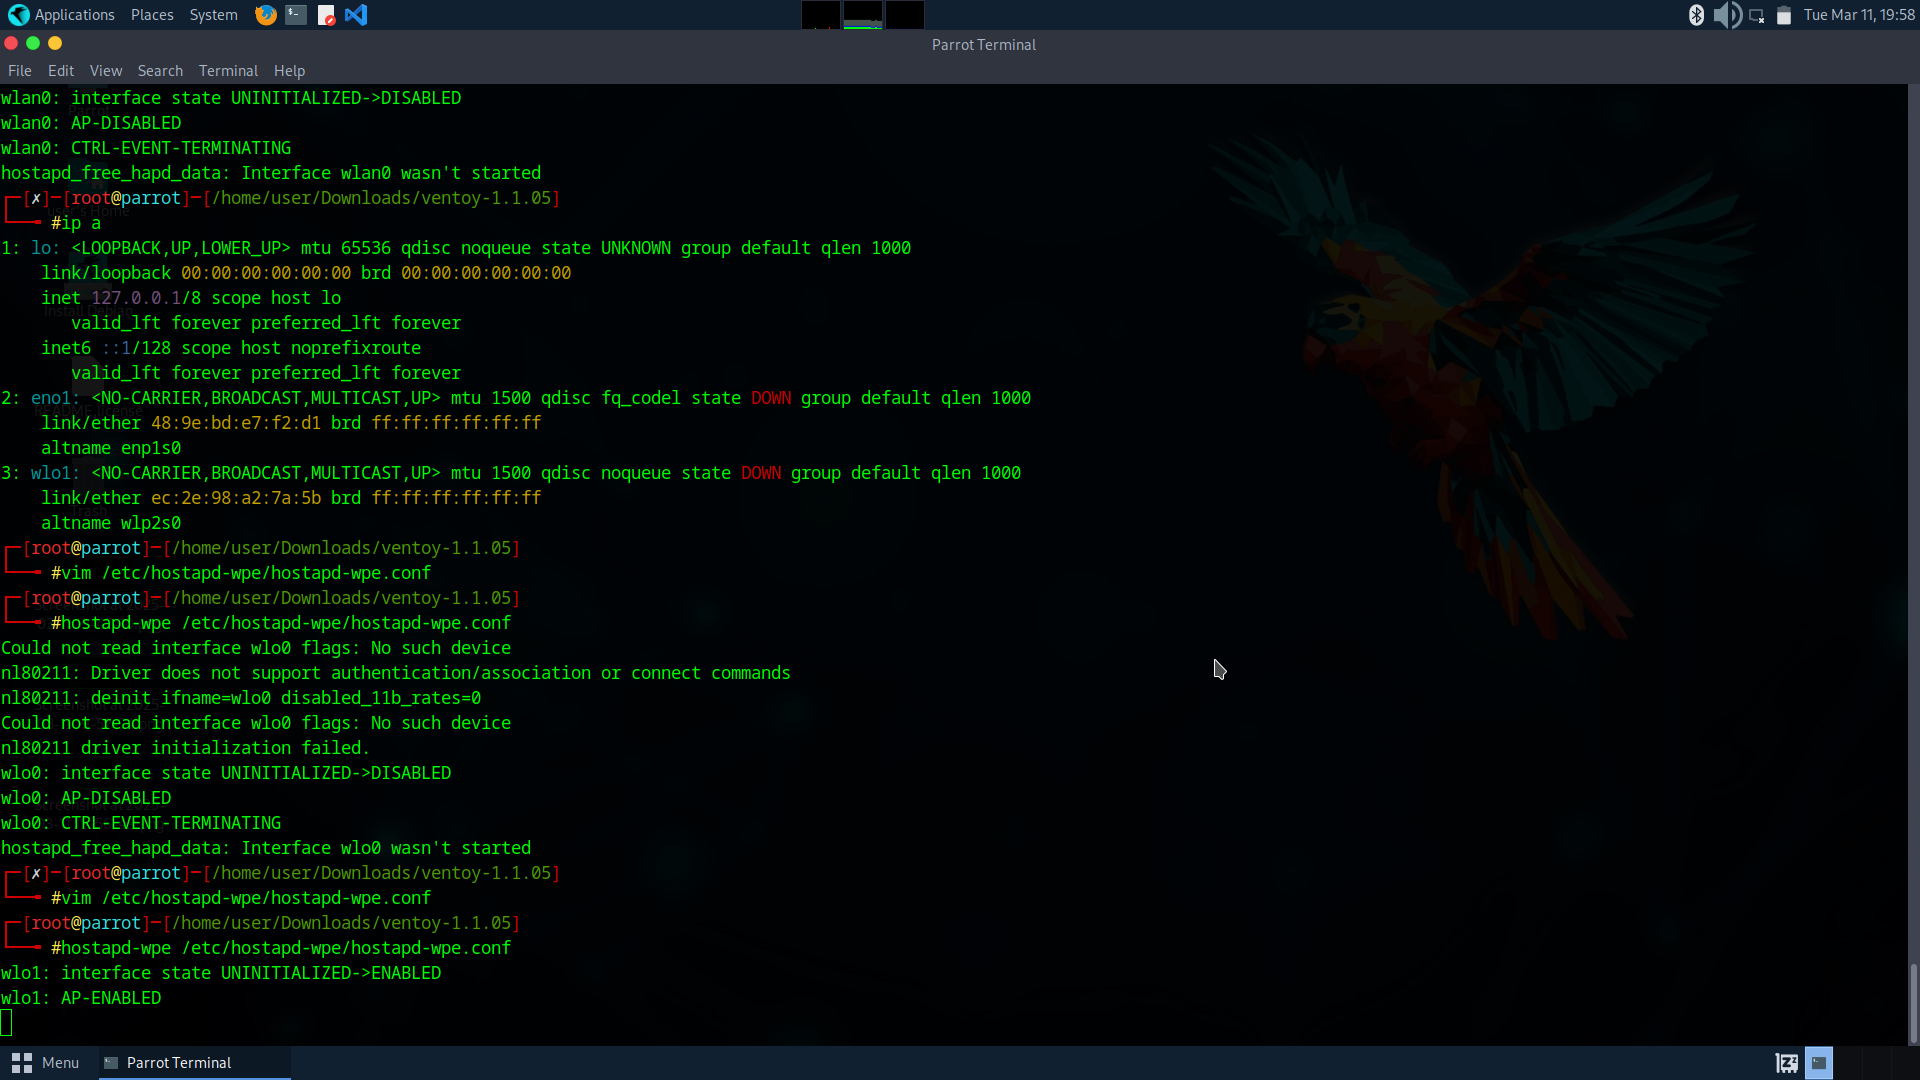 Applications Places System Tue Mar 11, 19:58
Parrot Terminal
File Edit View Search Terminal Help
wlan0: interface state UNINITIALIZED->DISABLED
wlan0: AP-DISABLED
wlan0: CTRL-EVENT-TERMINATING
hostapd_free_hapd_data: Interface wlan0 wasn't started
┌─[✗]─[root@parrot]─[/home/user/Downloads/ventoy-1.1.05]
└──╼ #ip a
1: lo: <LOOPBACK,UP,LOWER_UP> mtu 65536 qdisc noqueue state UNKNOWN group default qlen 1000
    link/loopback 00:00:00:00:00:00 brd 00:00:00:00:00:00
    inet 127.0.0.1/8 scope host lo
       valid_lft forever preferred_lft forever
    inet6 ::1/128 scope host noprefixroute
       valid_lft forever preferred_lft forever
2: eno1: <NO-CARRIER,BROADCAST,MULTICAST,UP> mtu 1500 qdisc fq_codel state DOWN group default qlen 1000
    link/ether 48:9e:bd:e7:f2:d1 brd ff:ff:ff:ff:ff:ff
    altname enp1s0
3: wlo1: <NO-CARRIER,BROADCAST,MULTICAST,UP> mtu 1500 qdisc noqueue state DOWN group default qlen 1000
    link/ether ec:2e:98:a2:7a:5b brd ff:ff:ff:ff:ff:ff
    altname wlp2s0
┌─[root@parrot]─[/home/user/Downloads/ventoy-1.1.05]
└──╼ #vim /etc/hostapd-wpe/hostapd-wpe.conf
┌─[root@parrot]─[/home/user/Downloads/ventoy-1.1.05]
└──╼ #hostapd-wpe /etc/hostapd-wpe/hostapd-wpe.conf
Could not read interface wlo0 flags: No such device
nl80211: Driver does not support authentication/association or connect commands
nl80211: deinit ifname=wlo0 disabled_11b_rates=0
Could not read interface wlo0 flags: No such device
nl80211 driver initialization failed.
wlo0: interface state UNINITIALIZED->DISABLED
wlo0: AP-DISABLED
wlo0: CTRL-EVENT-TERMINATING
hostapd_free_hapd_data: Interface wlo0 wasn't started
┌─[✗]─[root@parrot]─[/home/user/Downloads/ventoy-1.1.05]
└──╼ #vim /etc/hostapd-wpe/hostapd-wpe.conf
┌─[root@parrot]─[/home/user/Downloads/ventoy-1.1.05]
└──╼ #hostapd-wpe /etc/hostapd-wpe/hostapd-wpe.conf
wlo1: interface state UNINITIALIZED->ENABLED
wlo1: AP-ENABLED
Menu Parrot Terminal